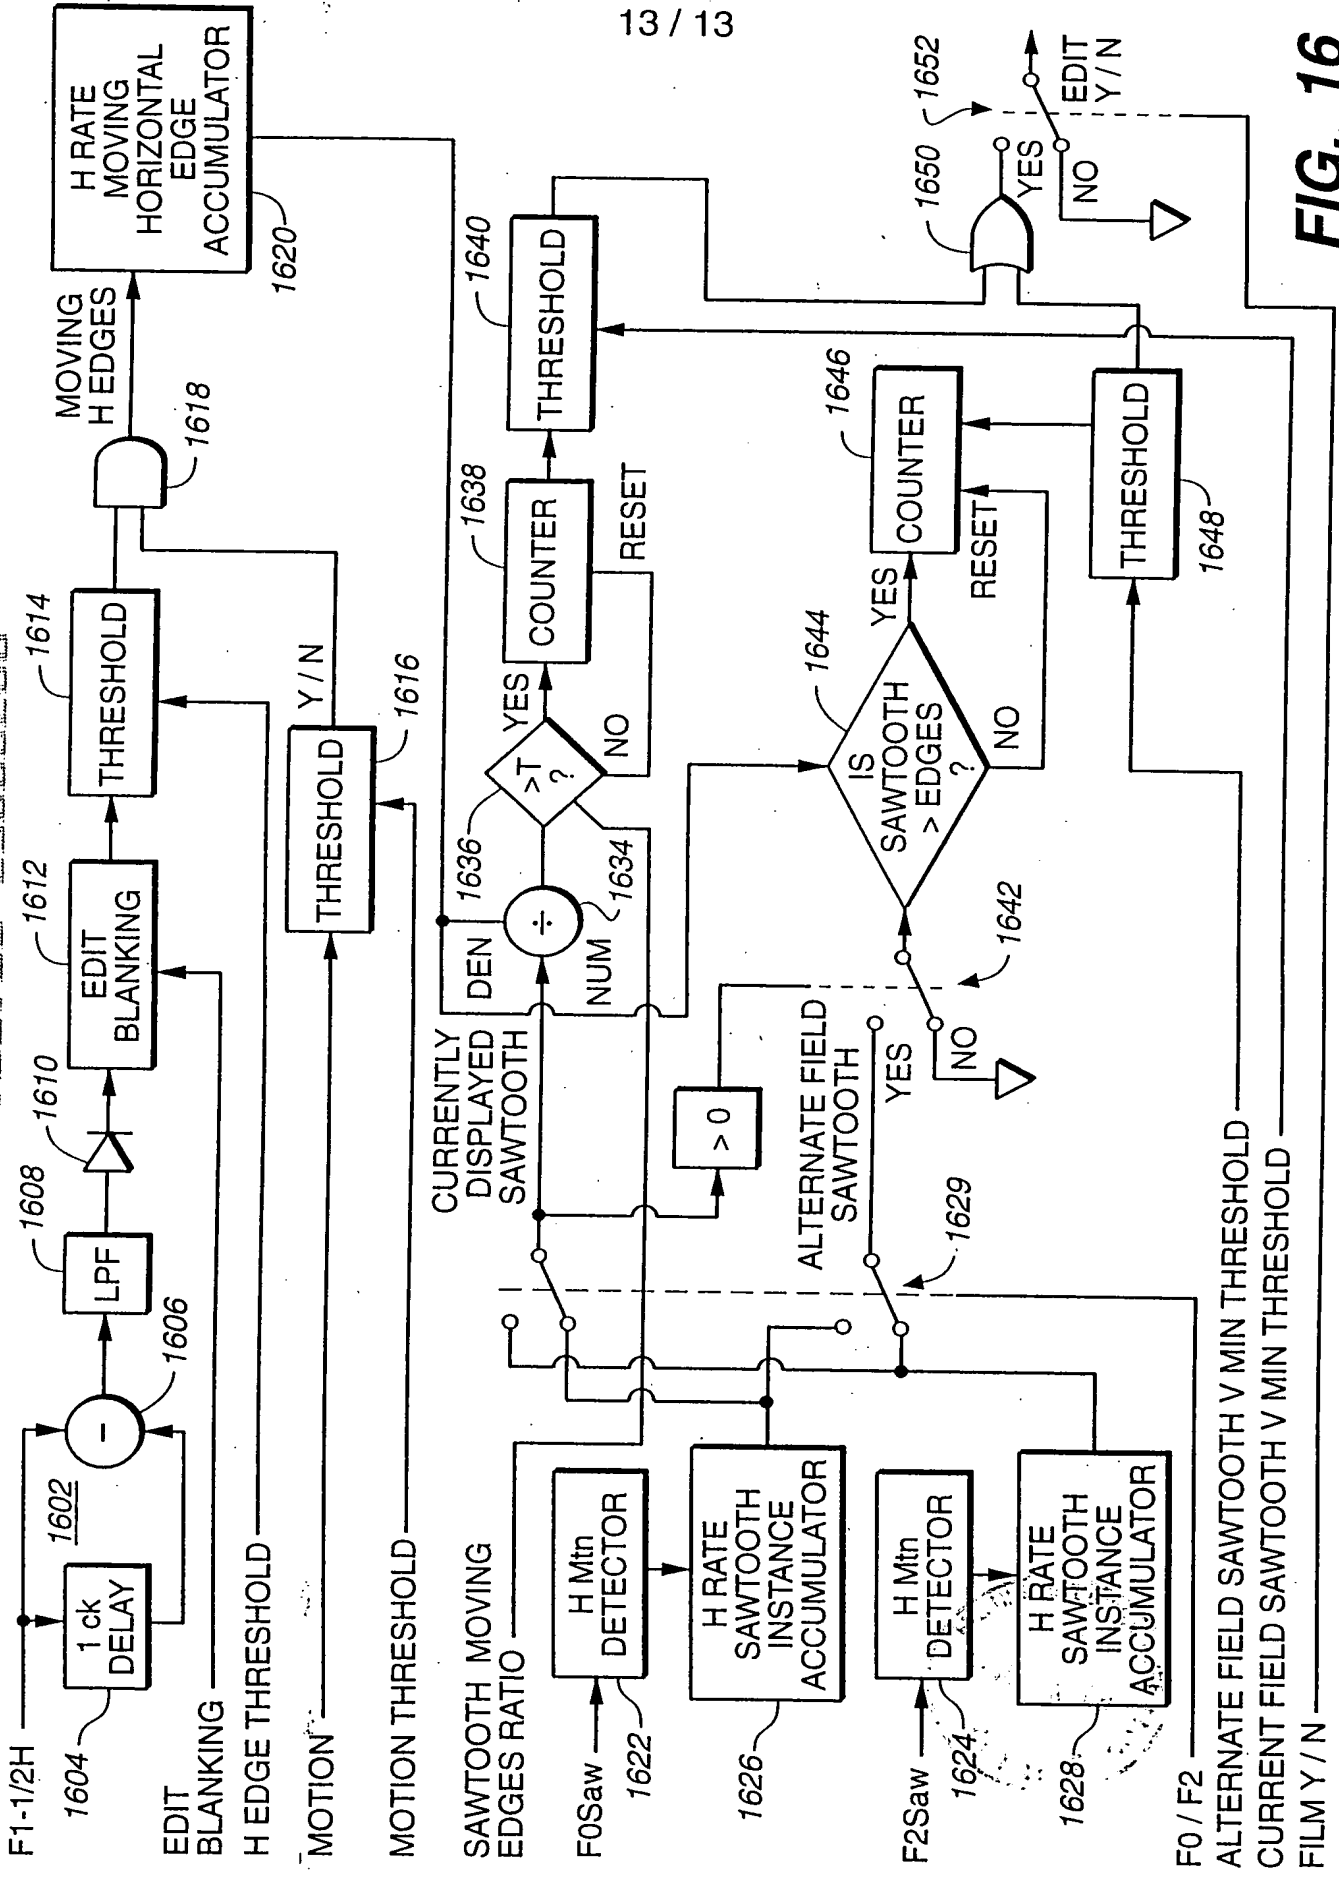 13 / 13
F1-1/2H
1 ck
DELAY
1604
1602
1606
LPF
1608
1610
EDIT
BLANKING
1612
THRESHOLD
1614
1618
MOVING
H EDGES
H RATE
MOVING
HORIZONTAL
EDGE
ACCUMULATOR
1620
EDIT
BLANKING
H EDGE THRESHOLD
MOTION
THRESHOLD
1616
Y / N
MOTION THRESHOLD
SAWTOOTH MOVING
EDGES RATIO
CURRENTLY
DISPLAYED
SAWTOOTH
DEN
NUM
÷
1634
1636
>T
?
YES
NO
COUNTER
1638
RESET
THRESHOLD
1640
F0Saw
H Mtn
DETECTOR
1622
H RATE
SAWTOOTH
INSTANCE
ACCUMULATOR
1626
> 0
ALTERNATE FIELD
SAWTOOTH
1629
YES
NO
1642
IS
SAWTOOTH
> EDGES
?
1644
YES
NO
COUNTER
1646
RESET
THRESHOLD
1648
1650
1652
YES
NO
EDIT
Y / N
F2Saw
H Mtn
DETECTOR
1624
H RATE
SAWTOOTH
INSTANCE
ACCUMULATOR
1628
F0 / F2
ALTERNATE FIELD SAWTOOTH V MIN THRESHOLD
CURRENT FIELD SAWTOOTH V MIN THRESHOLD
FILM Y / N
FIG. 16